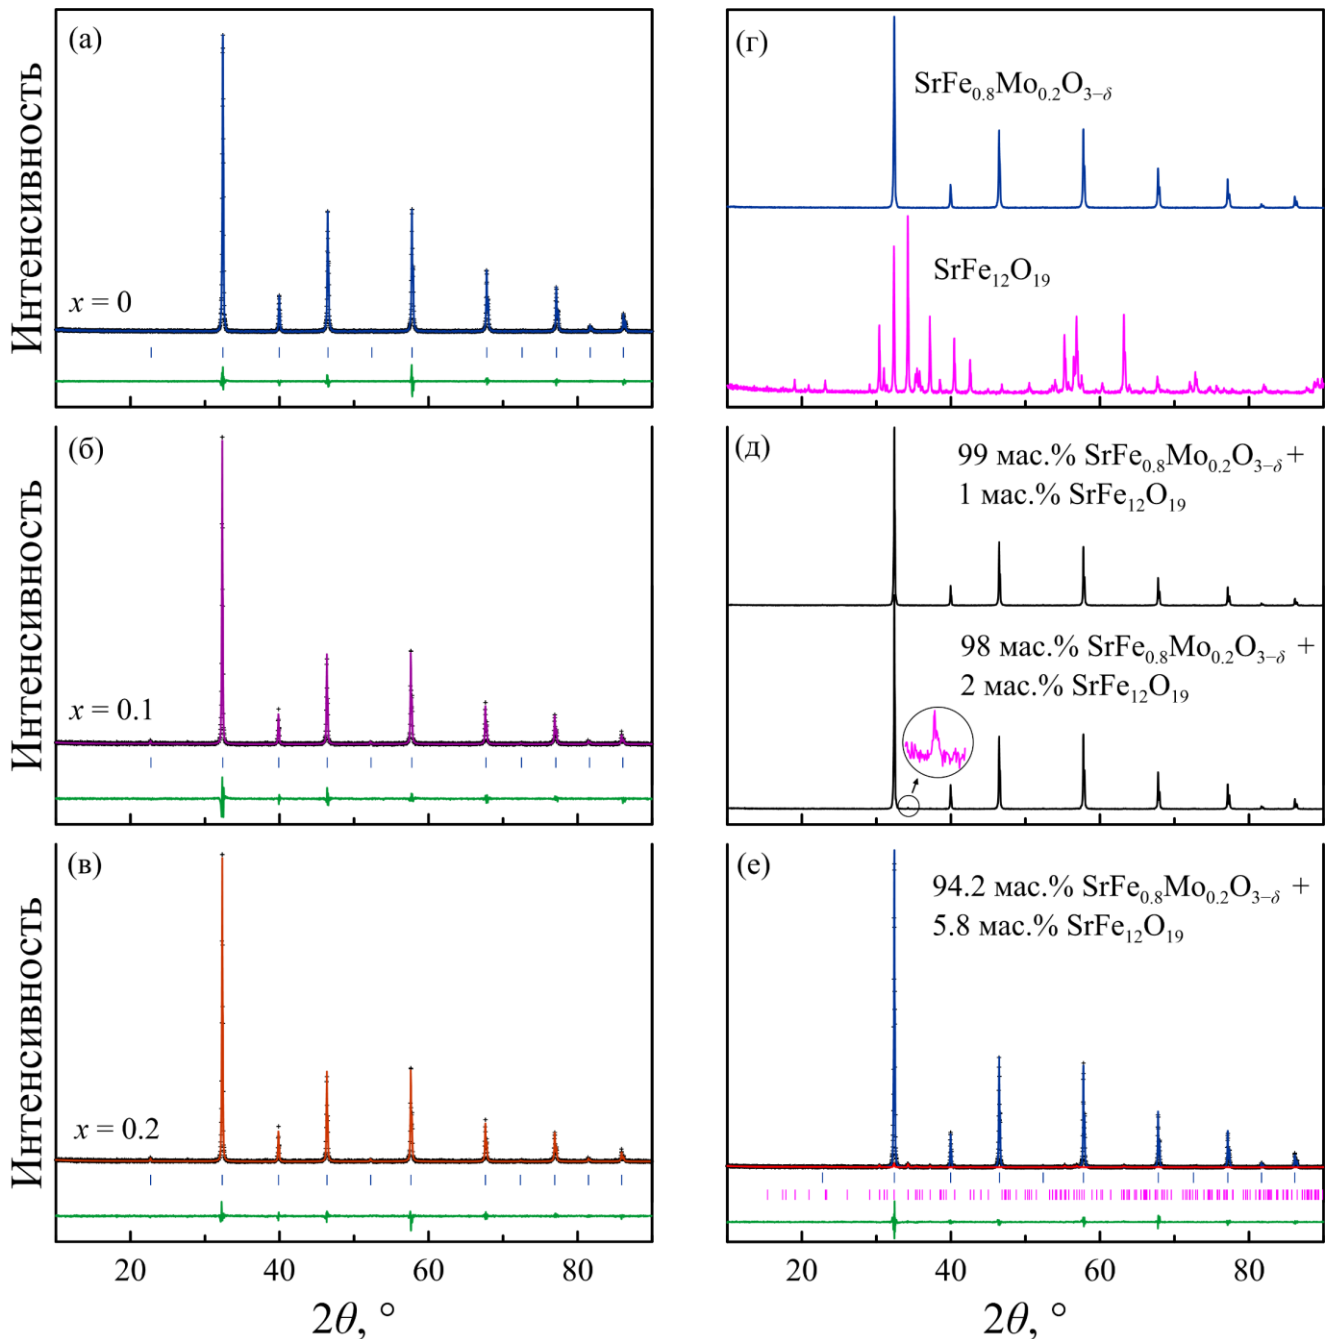 (а)
Интенсивность
x = 0
(б)
Интенсивность
x = 0.1
(в)
Интенсивность
x = 0.2
20 40 60 80
2θ, °
(г)
SrFe₀.₈Mo₀.₂O₃₋δ
SrFe₁₂O₁₉
(д)
99 мас.% SrFe₀.₈Mo₀.₂O₃₋δ +
1 мас.% SrFe₁₂O₁₉
98 мас.% SrFe₀.₈Mo₀.₂O₃₋δ +
2 мас.% SrFe₁₂O₁₉
(е)
94.2 мас.% SrFe₀.₈Mo₀.₂O₃₋δ +
5.8 мас.% SrFe₁₂O₁₉
20 40 60 80
2θ, °